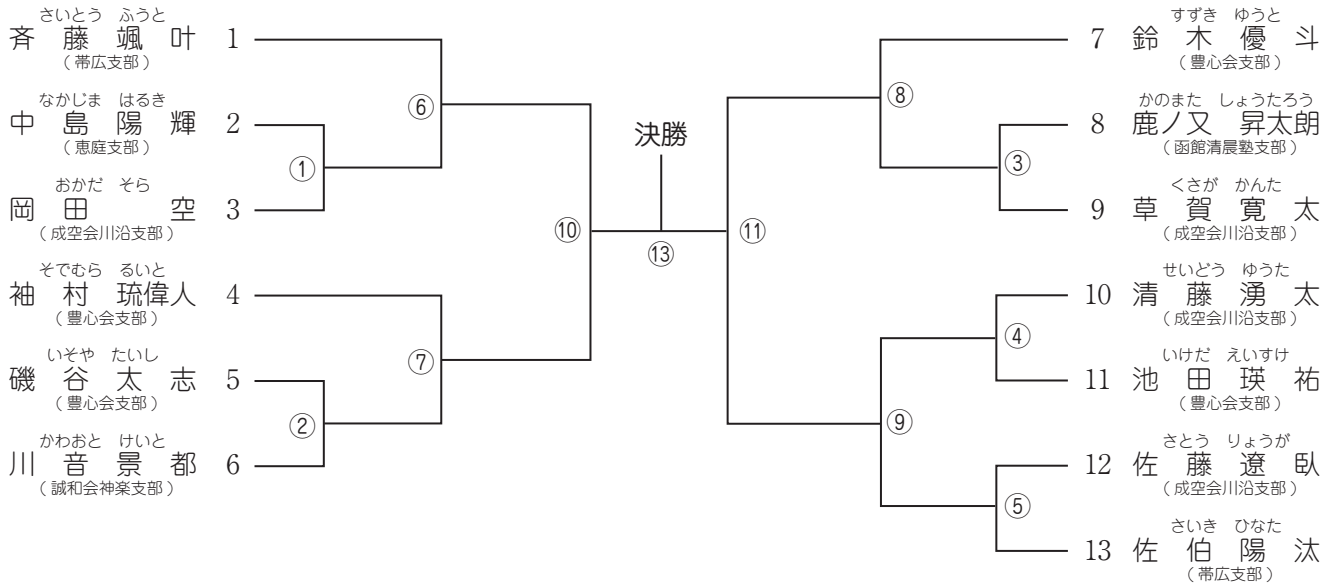 さいとう ふうと
斉藤颯叶 1
(帯広支部)
なかじま はるき
中島陽輝 2
(恵庭支部)
おかだ そら
岡田空 3
(成空会川沿支部)
そでむら るいと
袖村琉偉人 4
(豊心会支部)
いそや たいし
磯谷太志 5
(豊心会支部)
かわおと けいと
川音景都 6
(誠和会神楽支部)
①
②
⑥
⑦
⑩
決勝
⑬
⑪
⑧
⑨
③
④
⑤
すずき ゆうと
7 鈴木優斗
(豊心会支部)
かのまた しょうたろう
8 鹿ノ又 昇太朗
(函館清晨塾支部)
くさが かんた
9 草賀寛太
(成空会川沿支部)
せいどう ゆうた
10 清藤湧太
(成空会川沿支部)
いけだ えいすけ
11 池田瑛祐
(豊心会支部)
さとう りょうが
12 佐藤遼臥
(成空会川沿支部)
さいき ひなた
13 佐伯陽汰
(帯広支部)